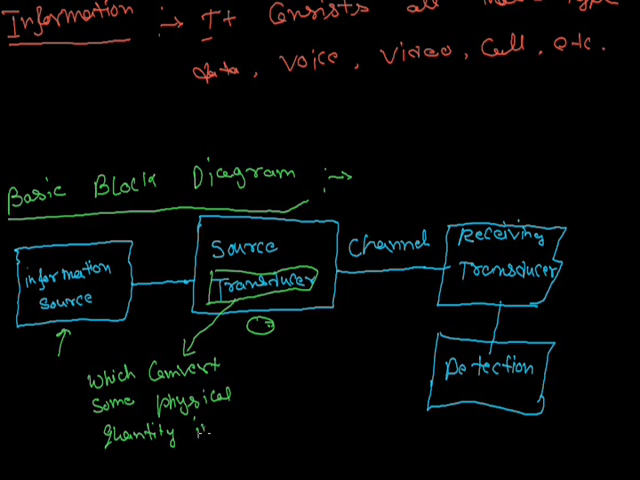 Information :→ It Consists all
data, Voice, Video, Call, etc.
Basic Block Diagram :→
information
Source
Source
Transducer
Channel
Receiving
Transducer
Detection
Which Convert
Some physical
quantity